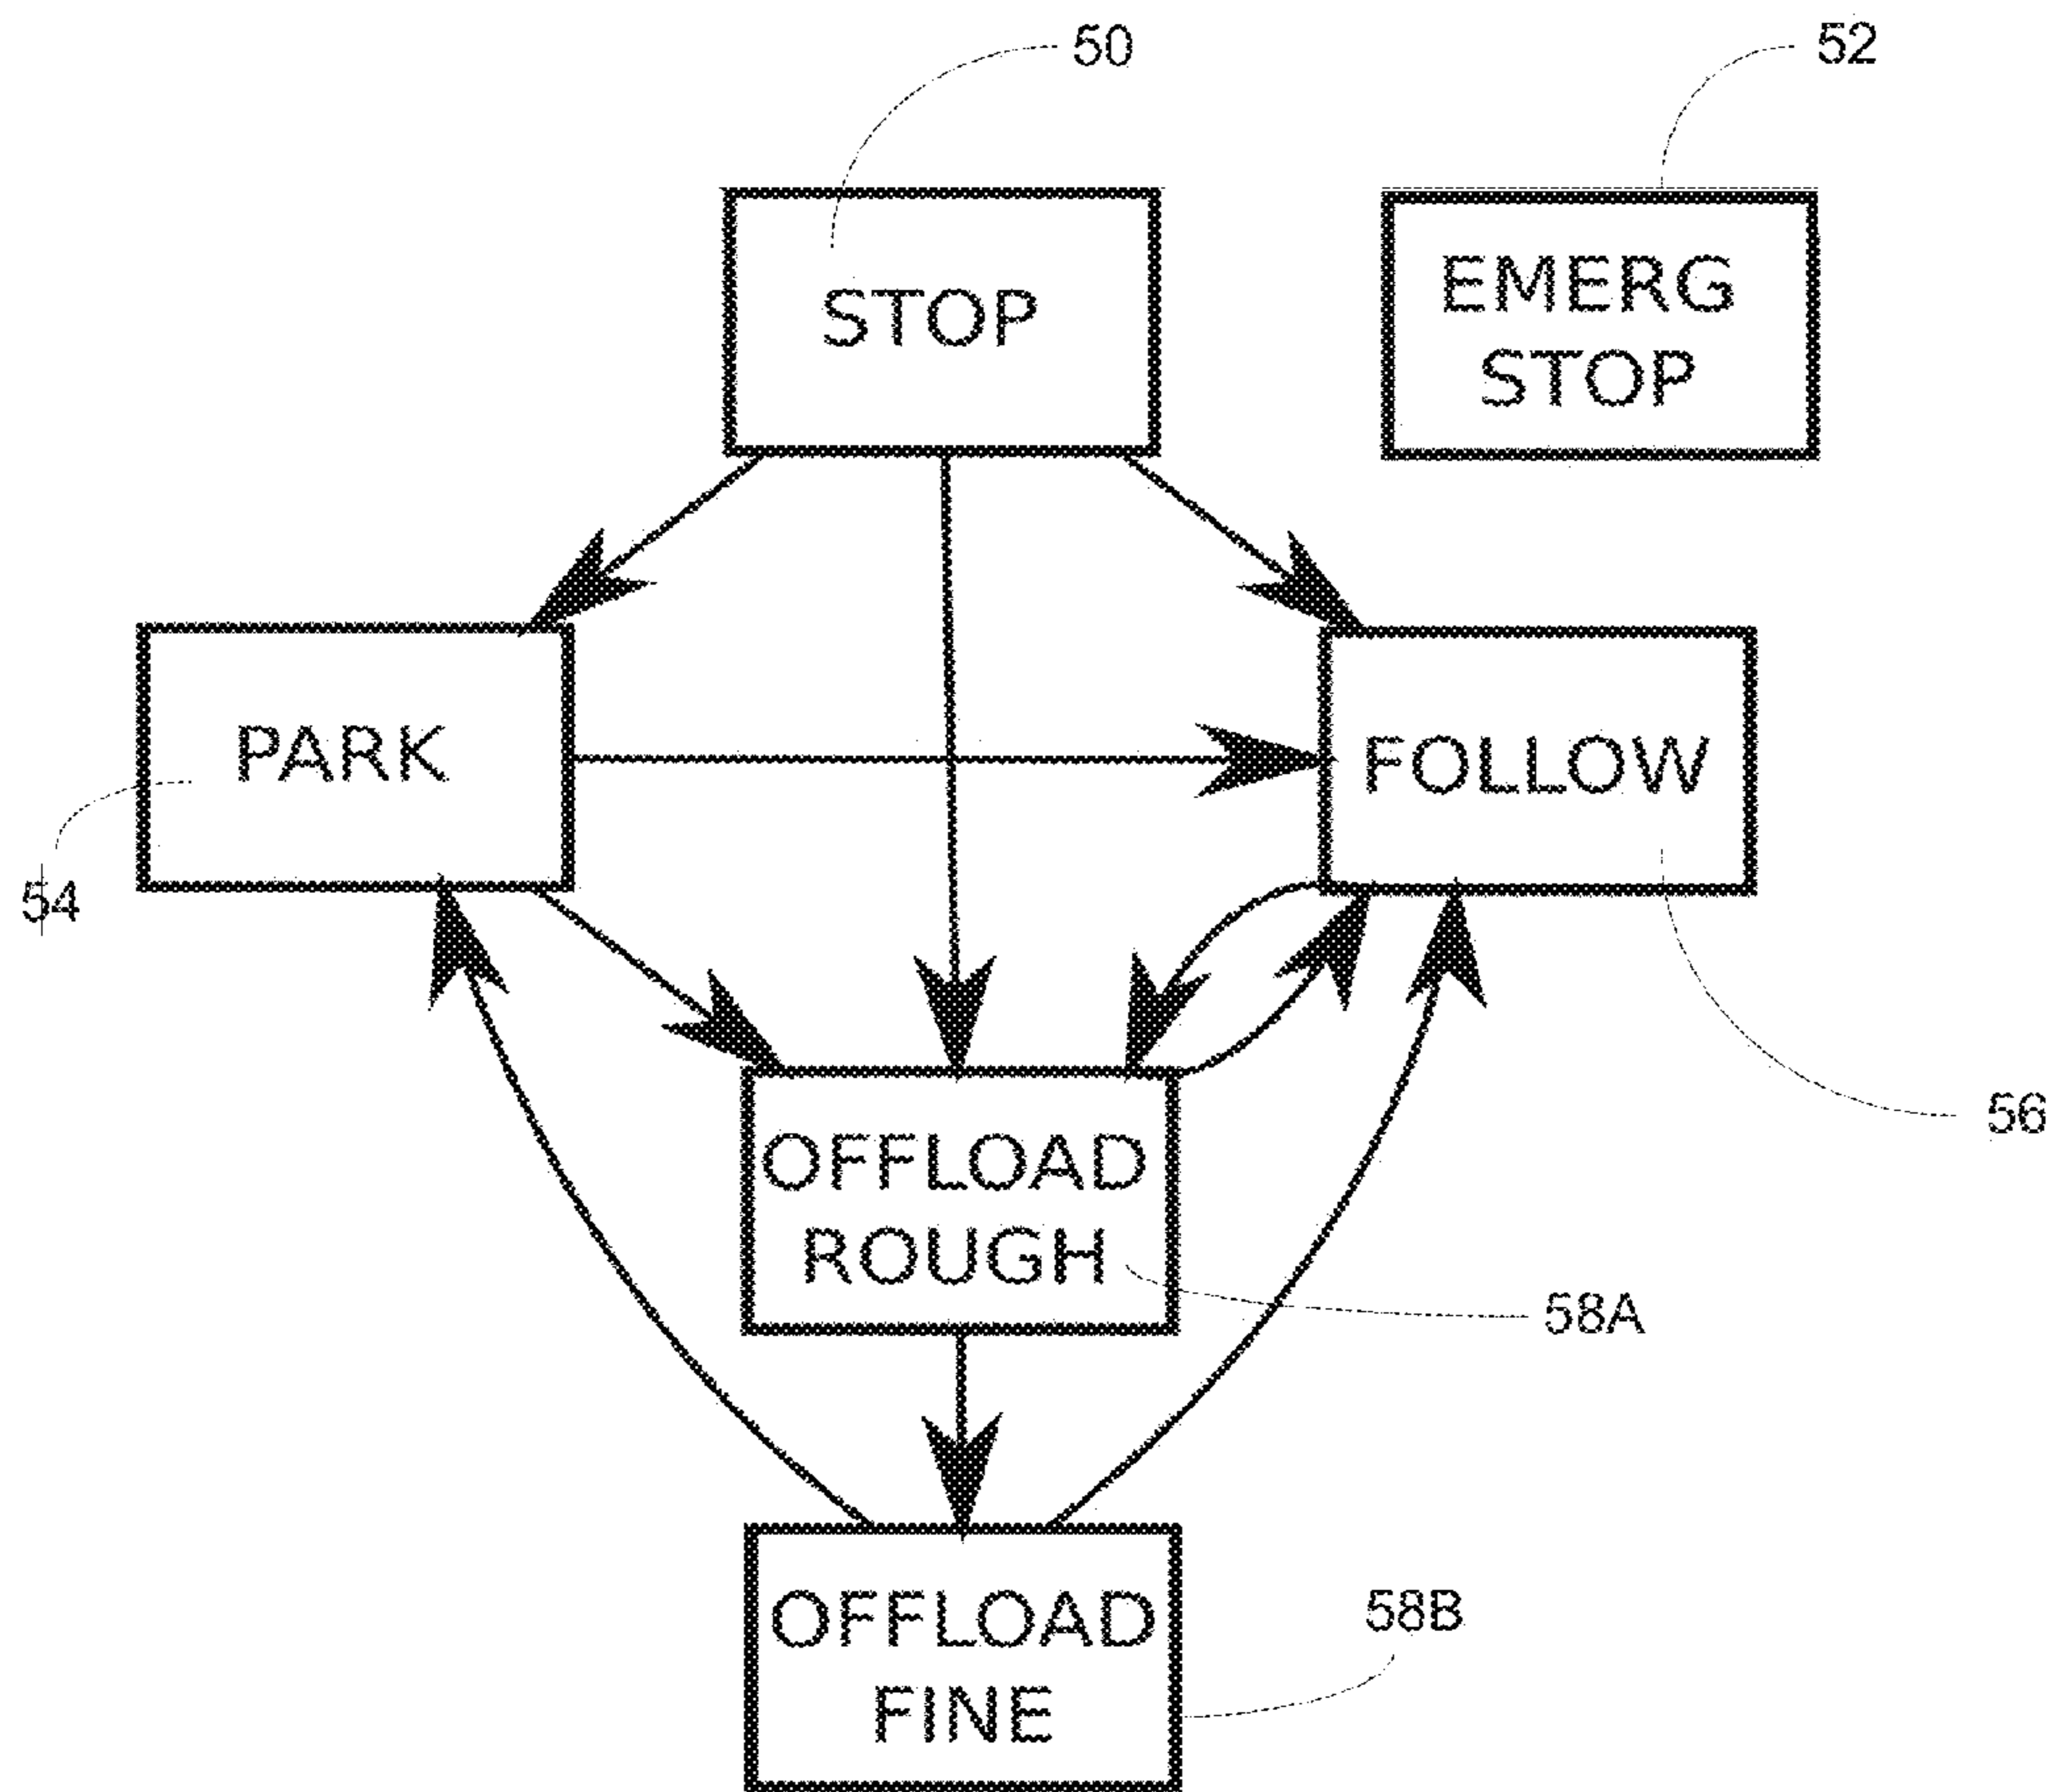 50
52
STOP
EMERG
STOP
PARK
FOLLOW
54
56
OFFLOAD
ROUGH
58A
OFFLOAD
FINE
58B